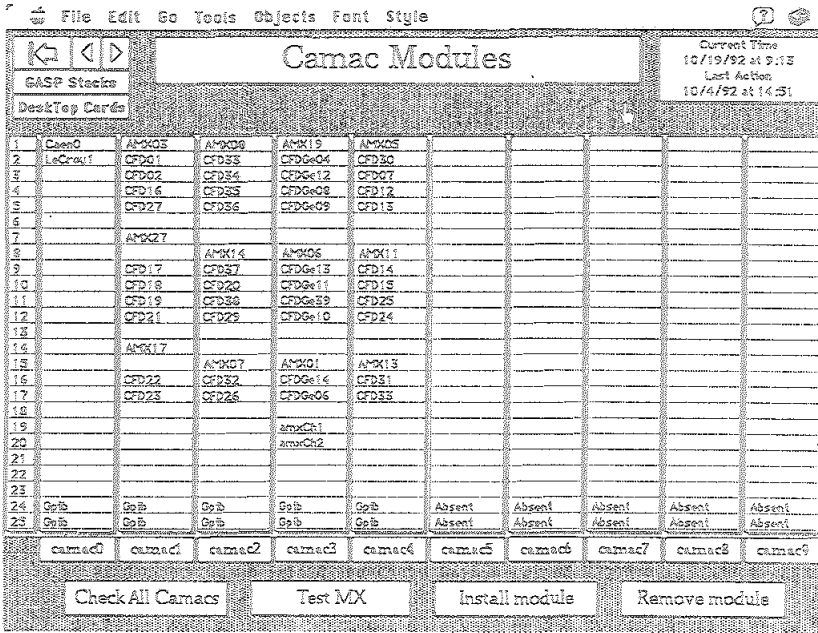 File Edit Go Tools Objects Font Style
Camac Modules
GASP Stacks
DeskTop Cards
Current Time
10/19/92 at 9:13
Last Action
10/4/92 at 14:51
1 Caen0 AMX03 AMX08 AMX19 AMX05
2 LeCroy1 CFD01 CFD33 CFDGe04 CFD30
3 CFD02 CFD34 CFDGe12 CFD07
4 CFD16 CFD35 CFDGe08 CFD12
5 CFD27 CFD36 CFDGe09 CFD13
6
7 AMX27
8 AMX14 AMX06 AMX11
9 CFD17 CFD37 CFDGe13 CFD14
10 CFD18 CFD20 CFDGe11 CFD15
11 CFD19 CFD38 CFDGe39 CFD25
12 CFD21 CFD29 CFDGe10 CFD24
13
14 AMX17
15 AMX07 AMX01 AMX13
16 CFD22 CFD32 CFDGe14 CFD31
17 CFD23 CFD26 CFDGe06 CFD33
18
19 amxCh1
20 amxCh2
21
22
23
24 Gpib Gpib Gpib Gpib Gpib Absent Absent Absent Absent Absent
25 Gpib Gpib Gpib Gpib Gpib Absent Absent Absent Absent Absent
camac0 camac1 camac2 camac3 camac4 camac5 camac6 camac7 camac8 camac9
Check All Camacs Test MX Install module Remove module